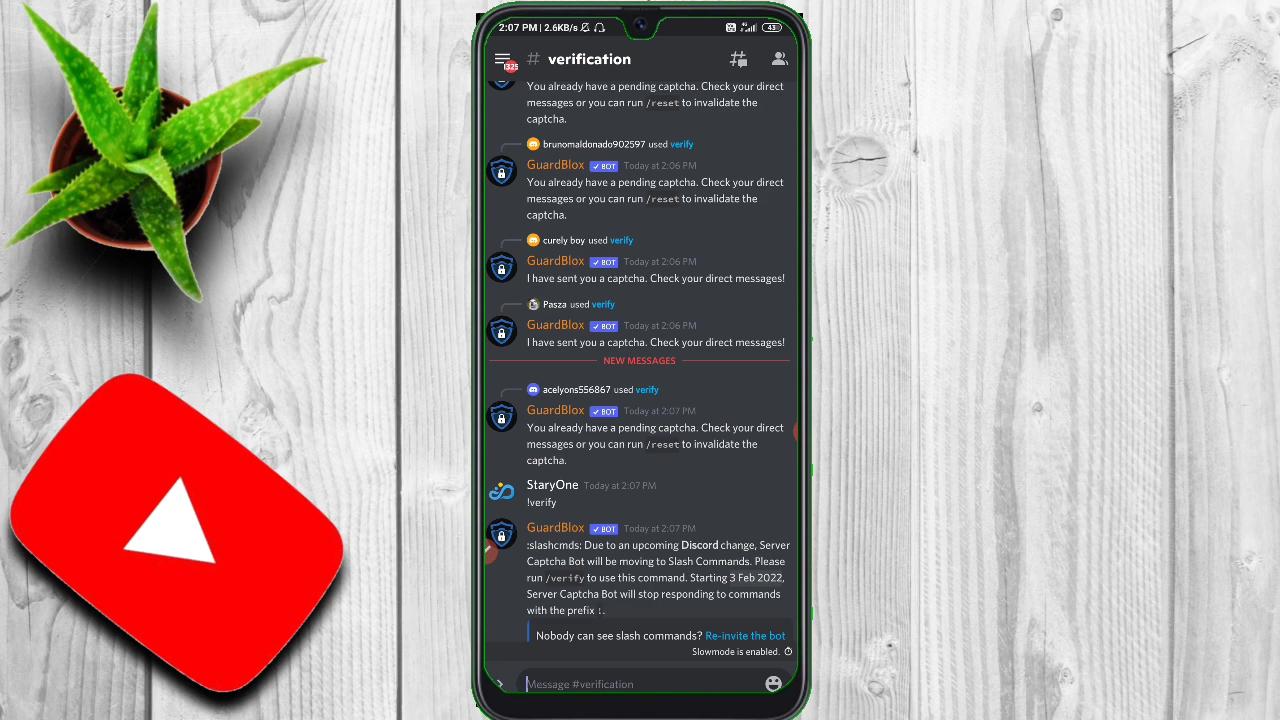 2:07 PM | 2.6KB/s
43
325
# verification
You already have a pending captcha. Check your direct
messages or you can run /reset to invalidate the
captcha.
brunomaldonado902597 used verify
GuardBlox ✓ BOT Today at 2:06 PM
You already have a pending captcha. Check your direct
messages or you can run /reset to invalidate the
captcha.
curely boy used verify
GuardBlox ✓ BOT Today at 2:06 PM
I have sent you a captcha. Check your direct messages!
Pasza used verify
GuardBlox ✓ BOT Today at 2:06 PM
I have sent you a captcha. Check your direct messages!
NEW MESSAGES
acelyons556867 used verify
GuardBlox ✓ BOT Today at 2:07 PM
You already have a pending captcha. Check your direct
messages or you can run /reset to invalidate the
captcha.
StaryOne Today at 2:07 PM
!verify
GuardBlox ✓ BOT Today at 2:07 PM
:slashcmds: Due to an upcoming Discord change, Server
Captcha Bot will be moving to Slash Commands. Please
run /verify to use this command. Starting 3 Feb 2022,
Server Captcha Bot will stop responding to commands
with the prefix !.
Nobody can see slash commands? Re-invite the bot
Slowmode is enabled.
Message #verification